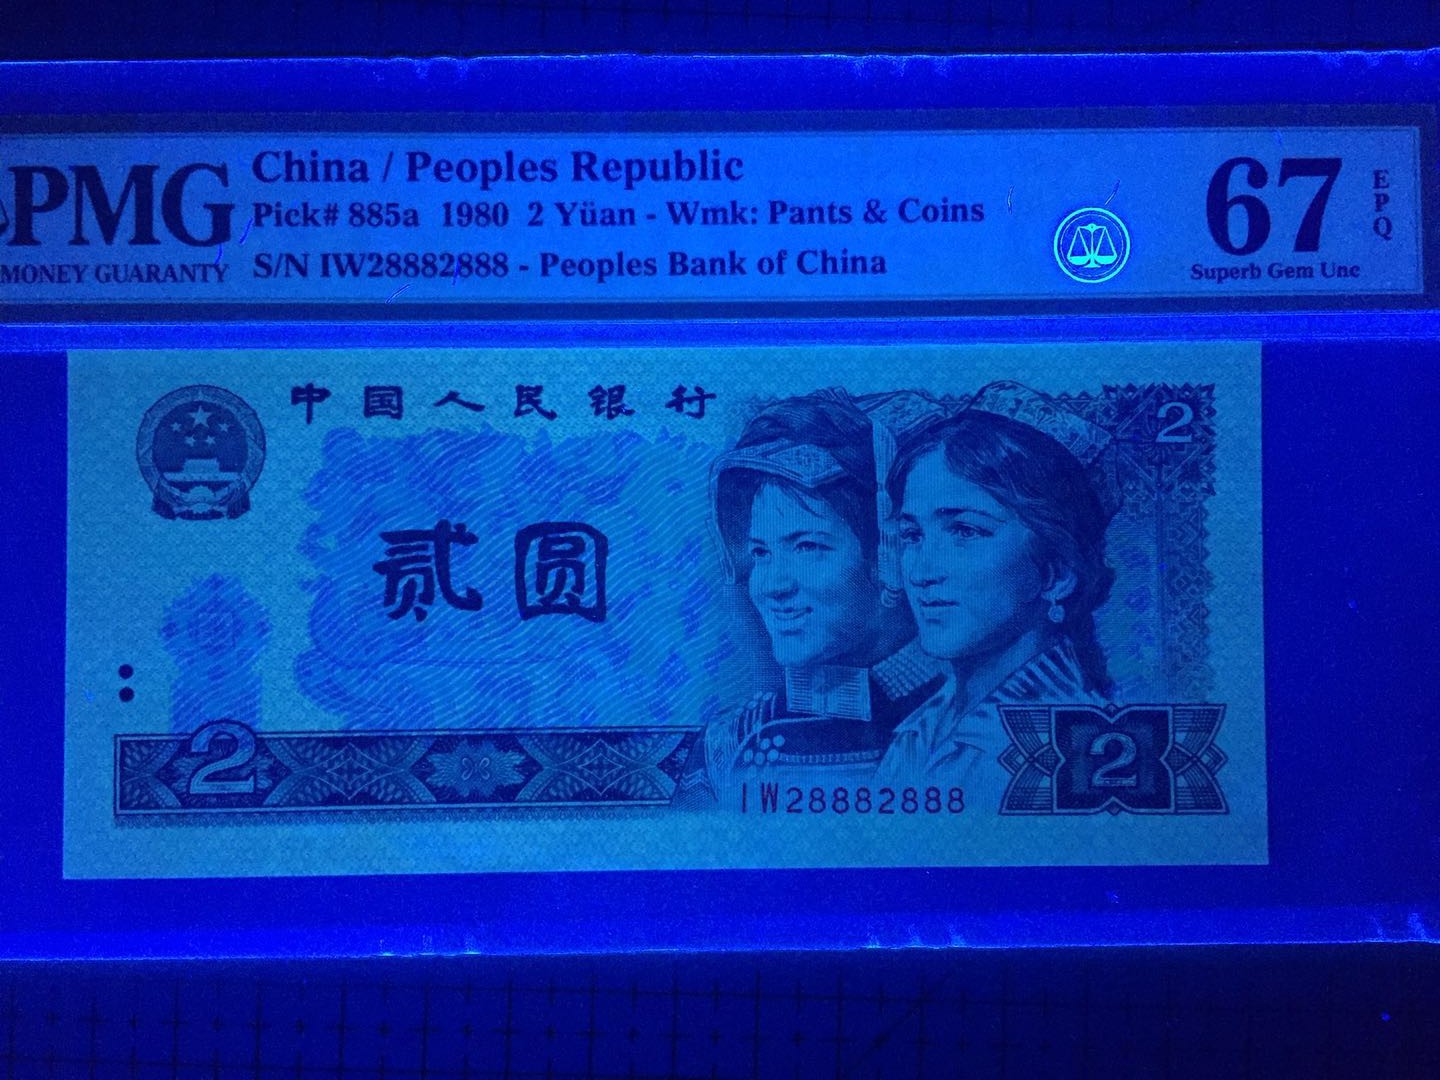 PMG
MONEY GUARANTY
China / Peoples Republic
Pick# 885a 1980 2 Yüan - Wmk: Pants & Coins
S/N IW28882888 - Peoples Bank of China
67
EPQ
Superb Gem Unc
中国人民银行
2
贰圆
2
2
IW28882888